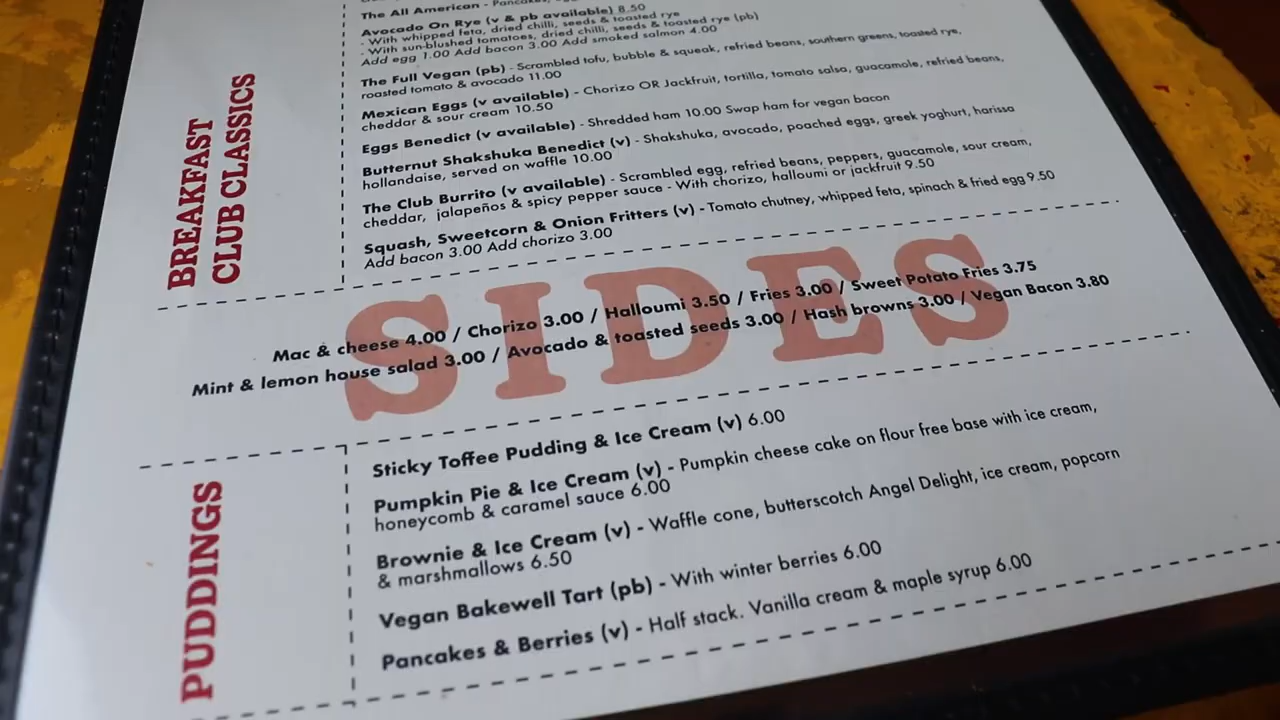 The All American - Pancakes,
Avocado On Rye (v & pb available) 8.50
- With whipped feta, dried chilli, seeds & toasted rye
- With sun-blushed tomatoes, dried chilli, seeds & toasted rye (pb)
Add egg 1.00 Add bacon 3.00 Add smoked salmon 4.00
The Full Vegan (pb) - Scrambled tofu, bubble & squeak, refried beans, southern greens, toasted rye,
roasted tomato & avocado 11.00
Mexican Eggs (v available) - Chorizo OR Jackfruit, tortilla, tomato salsa, guacamole, refried beans,
cheddar & sour cream 10.50
Eggs Benedict (v available) - Shredded ham 10.00 Swap ham for vegan bacon
Butternut Shakshuka Benedict (v) - Shakshuka, avocado, poached eggs, greek yoghurt, harissa
hollandaise, served on waffle 10.00
The Club Burrito (v available) - Scrambled egg, refried beans, peppers, guacamole, sour cream,
cheddar, jalapeños & spicy pepper sauce - With chorizo, halloumi or jackfruit 9.50
Squash, Sweetcorn & Onion Fritters (v) - Tomato chutney, whipped feta, spinach & fried egg 9.50
Add bacon 3.00 Add chorizo 3.00
BREAKFAST
CLUB CLASSICS
SIDES
Mac & cheese 4.00 / Chorizo 3.00 / Halloumi 3.50 / Fries 3.00 / Sweet Potato Fries 3.75
Mint & lemon house salad 3.00 / Avocado & toasted seeds 3.00 / Hash browns 3.00 / Vegan Bacon 3.80
PUDDINGS
Sticky Toffee Pudding & Ice Cream (v) 6.00
Pumpkin Pie & Ice Cream (v) - Pumpkin cheese cake on flour free base with ice cream,
honeycomb & caramel sauce 6.00
Brownie & Ice Cream (v) - Waffle cone, butterscotch Angel Delight, ice cream, popcorn
& marshmallows 6.50
Vegan Bakewell Tart (pb) - With winter berries 6.00
Pancakes & Berries (v) - Half stack. Vanilla cream & maple syrup 6.00